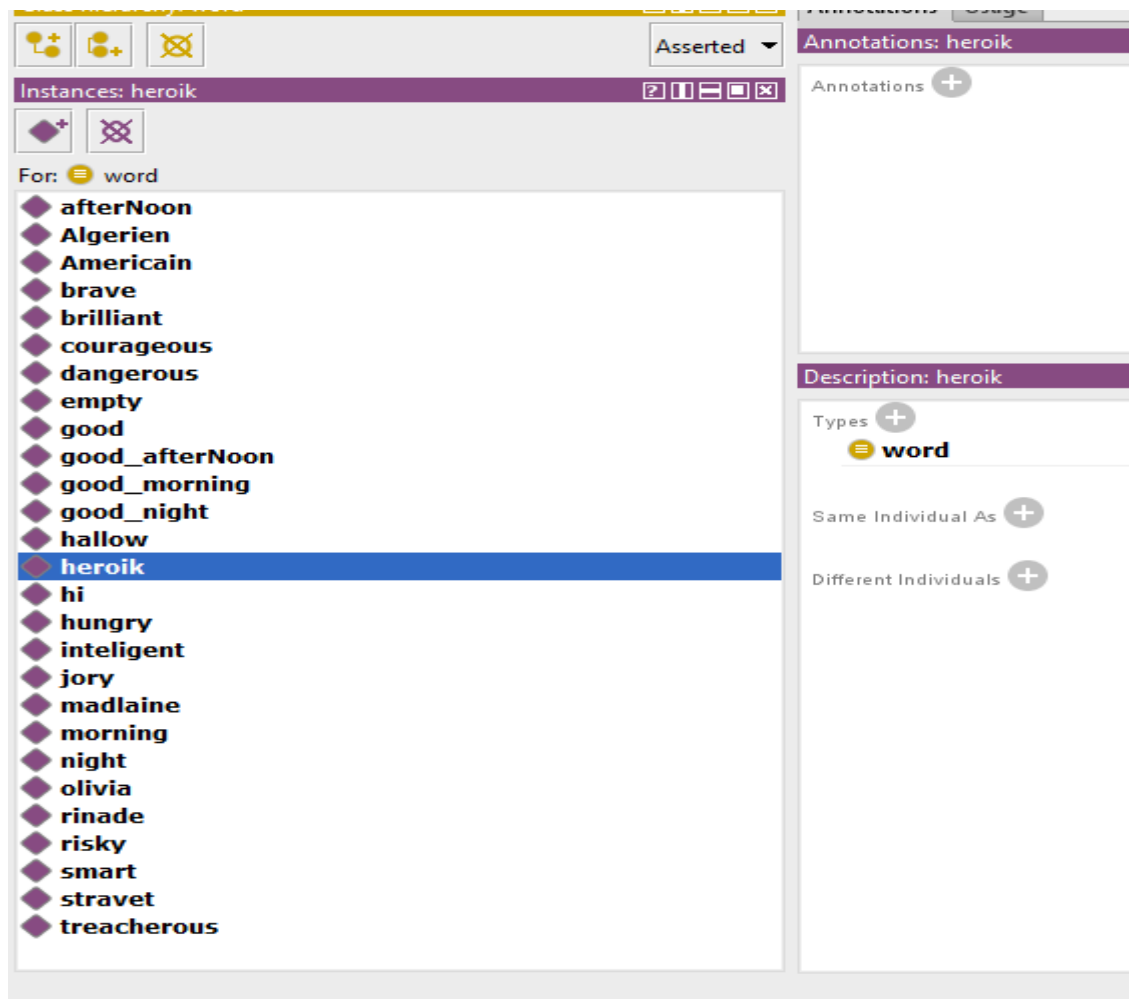 Asserted
Instances: heroik
For: word
afterNoon
Algerien
Americain
brave
brilliant
courageous
dangerous
empty
good
good_afterNoon
good_morning
good_night
hallow
heroik
hi
hungry
inteligent
jory
madlaine
morning
night
olivia
rinade
risky
smart
stravet
treacherous
Annotations Usage
Annotations: heroik
Annotations
Description: heroik
Types
word
Same Individual As
Different Individuals